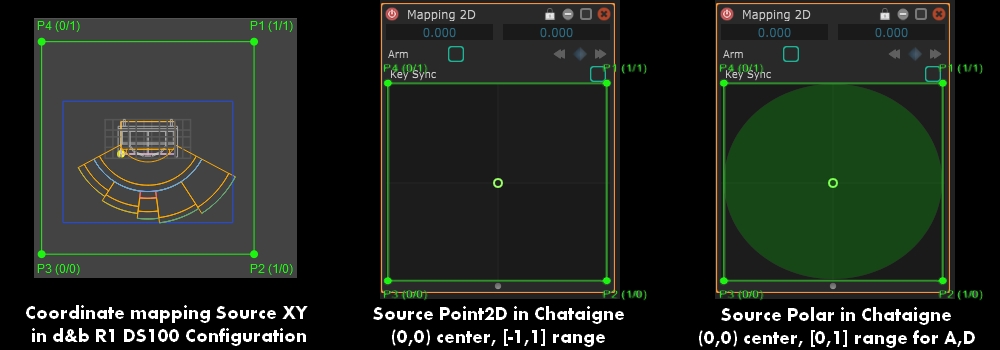 P4 (0/1)
P1 (1/1)
P3 (0/0)
P2 (1/0)
Coordinate mapping Source XY
in d&b R1 DS100 Configuration
Mapping 2D
0.000
0.000
Arm
P4 (0/1)
P1 (1/1)
Key Sync
P3 (0/0)
P2 (1/0)
Source Point2D in Chataigne
(0,0) center, [-1,1] range
Mapping 2D
0.000
0.000
Arm
P4 (0/1)
P1 (1/1)
Key Sync
P3 (0/0)
P2 (1/0)
Source Polar in Chataigne
(0,0) center, [0,1] range for A,D